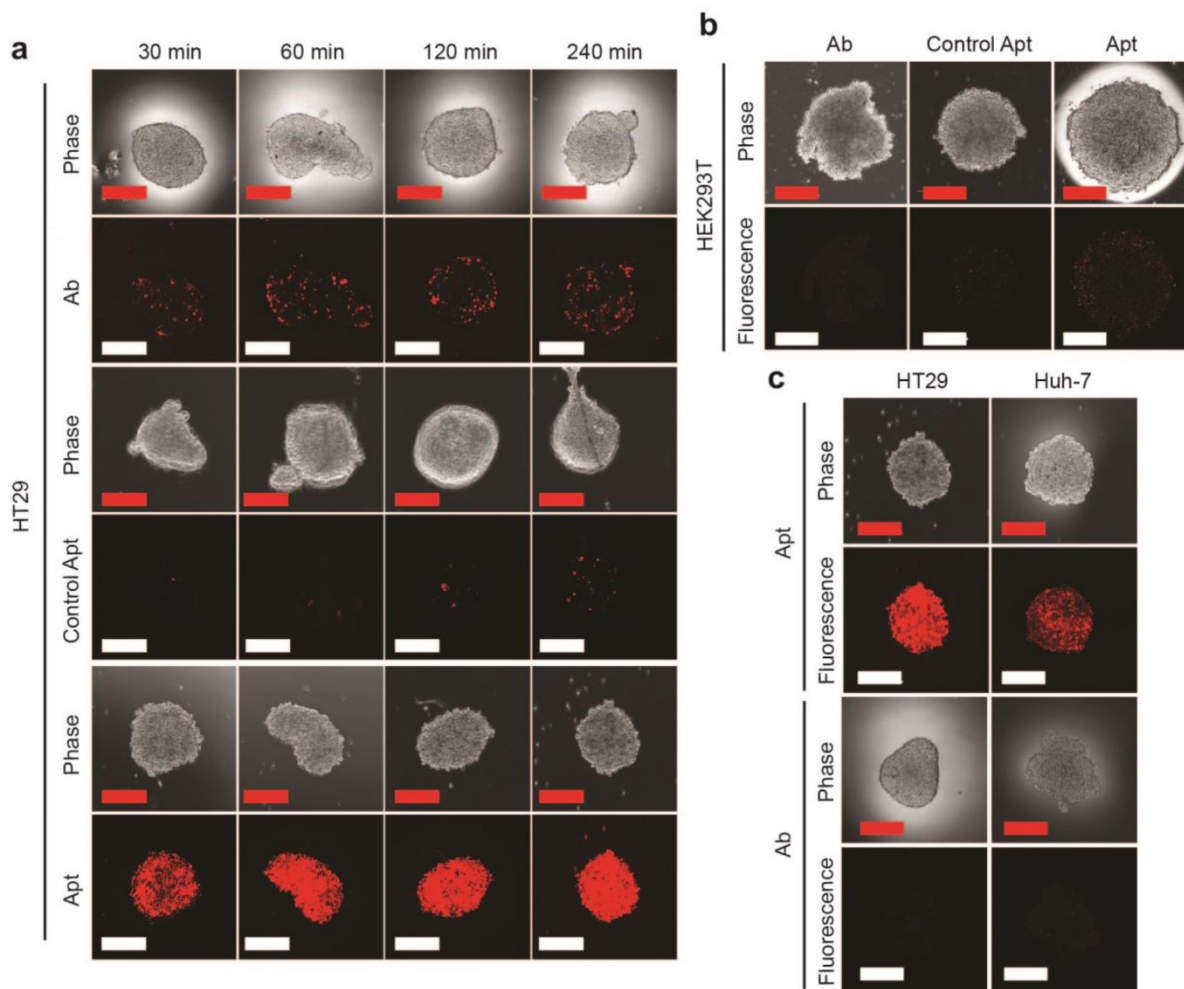 a
30 min 60 min 120 min 240 min
HT29
Phase
Ab
Phase
Control Apt
Phase
Apt
b
Ab Control Apt Apt
HEK293T
Phase
Fluorescence
c
HT29 Huh-7
Apt
Phase
Fluorescence
Ab
Phase
Fluorescence